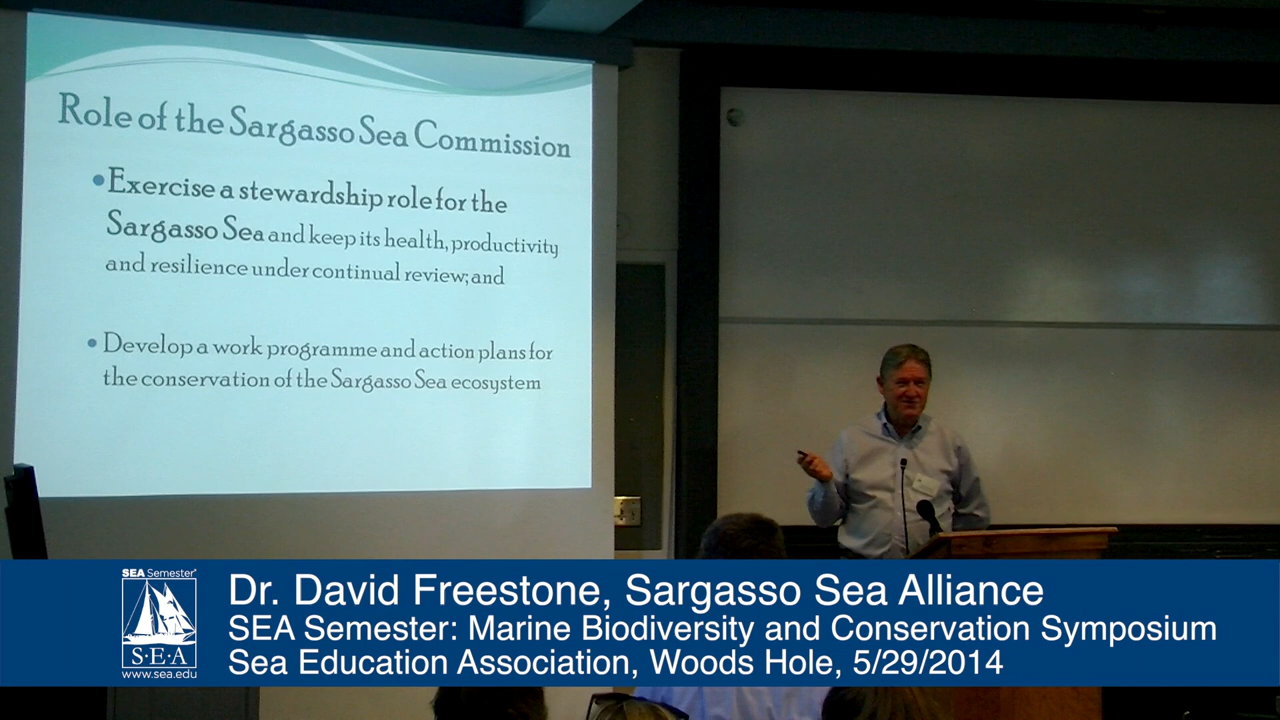 Role of the Sargasso Sea Commission
•Exercise a stewardship role for the
Sargasso Sea and keep its health, productivity
and resilience under continual review; and
• Develop a work programme and action plans for
the conservation of the Sargasso Sea ecosystem
SEA Semester®
S·E·A
www.sea.edu
Dr. David Freestone, Sargasso Sea Alliance
SEA Semester: Marine Biodiversity and Conservation Symposium
Sea Education Association, Woods Hole, 5/29/2014